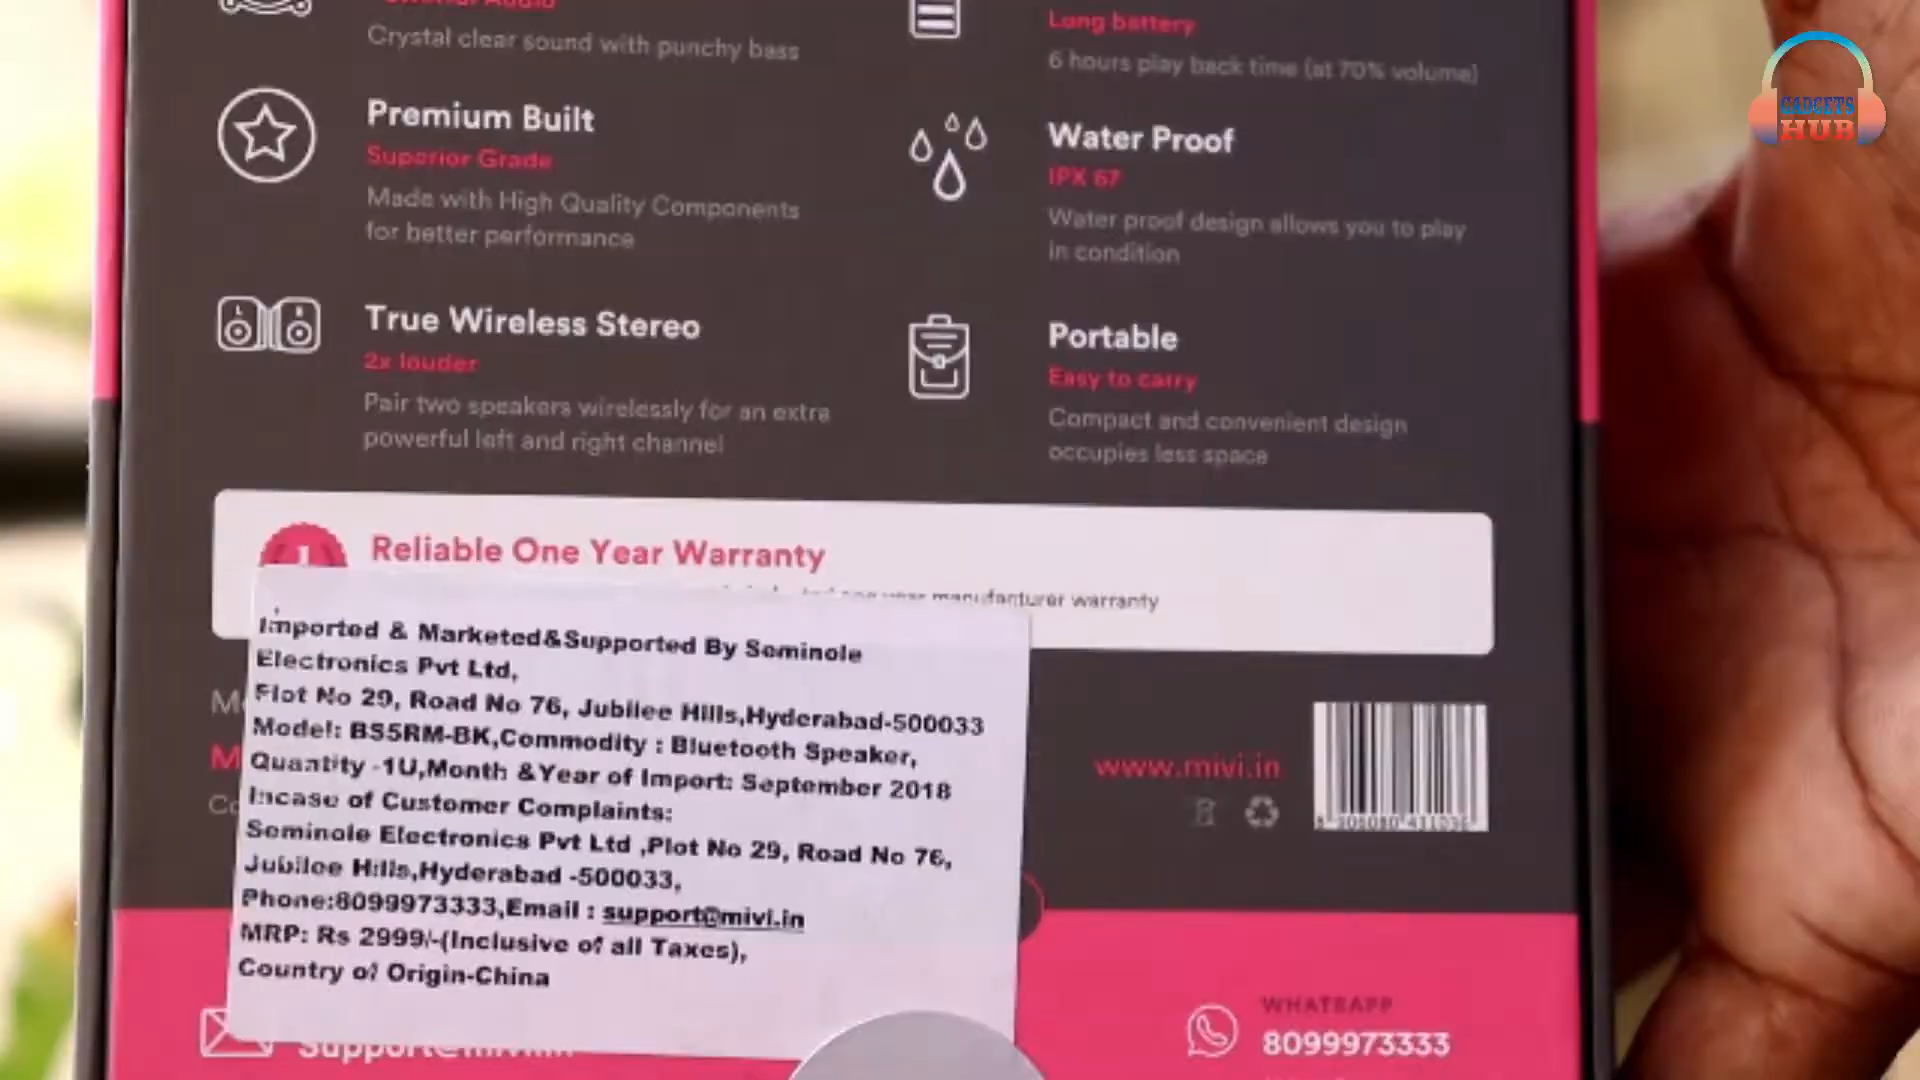 Crystal clear sound with punchy bass
Long battery
6 hours play back time (at 70% volume)
GADGETS
HUB
Premium Built
Superior Grade
Made with High Quality Components
for better performance
Water Proof
IPX 67
Water proof design allows you to play
in condition
True Wireless Stereo
2x louder
Pair two speakers wirelessly for an extra
powerful left and right channel
Portable
Easy to carry
Compact and convenient design
occupies less space
Reliable One Year Warranty
manufanturer warranty
Imported & Marketed&Supported By Seminole
Electronics Pvt Ltd,
Plot No 29, Road No 76, Jubilee Hills,Hyderabad-500033
Model: BS5RM-BK,Commodity : Bluetooth Speaker,
Quantity -1U,Month &Year of Import: September 2018
Incase of Customer Complaints:
Seminole Electronics Pvt Ltd ,Plot No 29, Road No 76,
Jubilee Hills,Hyderabad -500033,
Phone:8099973333,Email : support@mivi.in
MRP: Rs 2999/-(Inclusive of all Taxes),
Country of Origin-China
www.mivi.in
WHATSAPP
8099973333